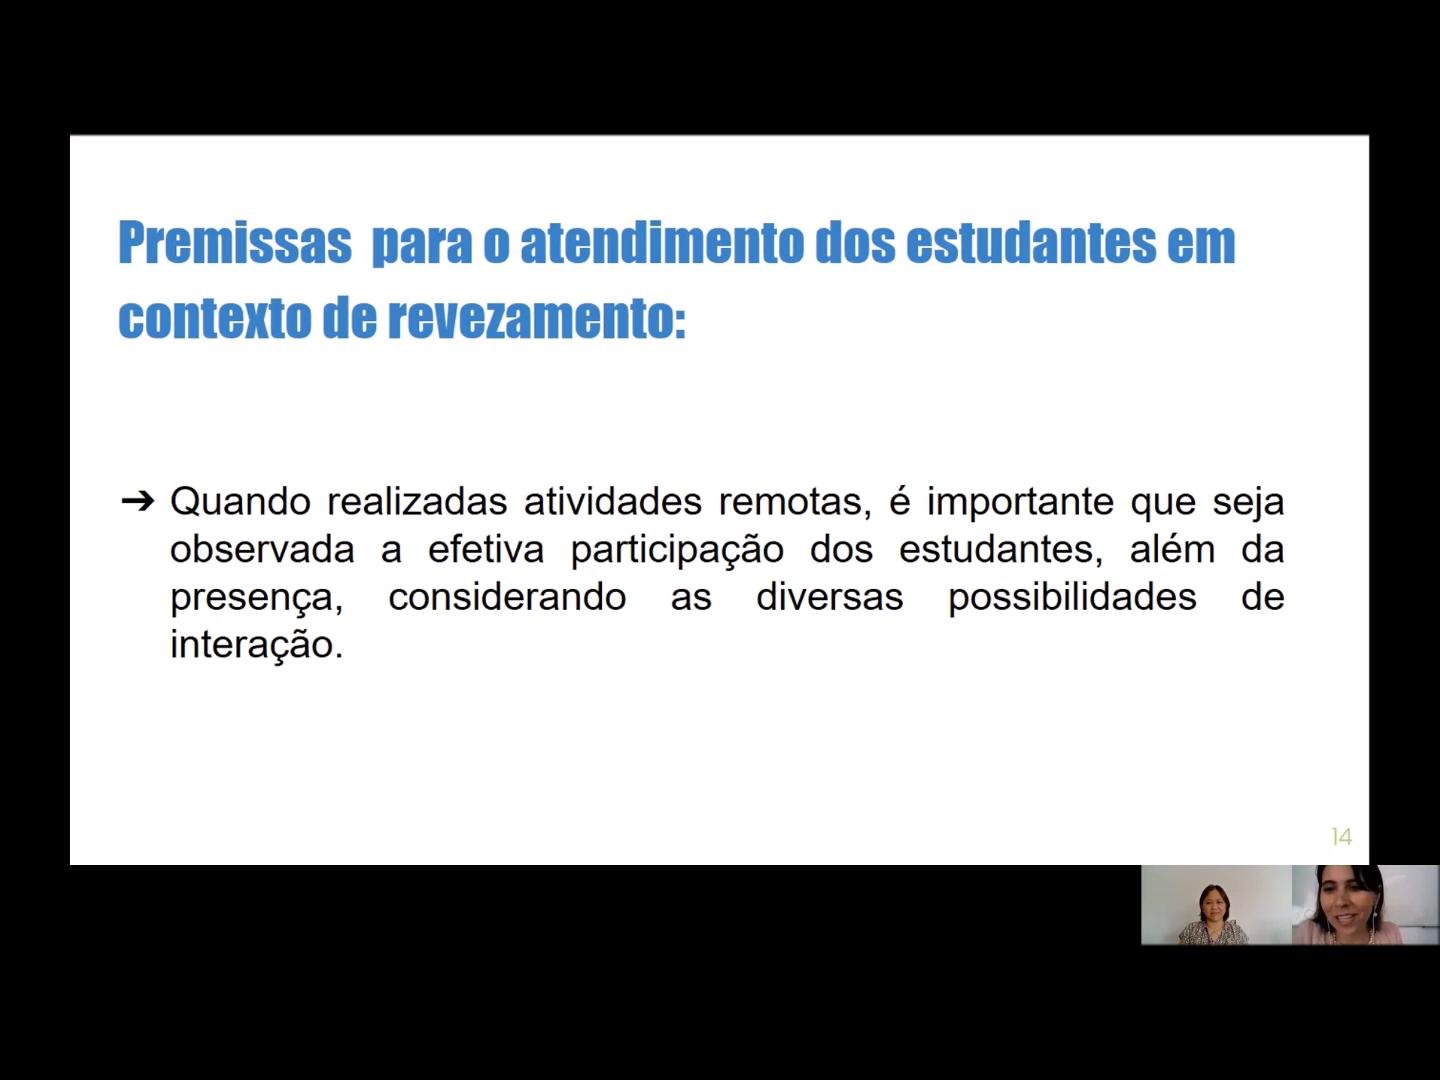 Premissas para o atendimento dos estudantes em
contexto de revezamento:
➔ Quando realizadas atividades remotas, é importante que seja
observada a efetiva participação dos estudantes, além da
presença, considerando as diversas possibilidades de
interação.
14